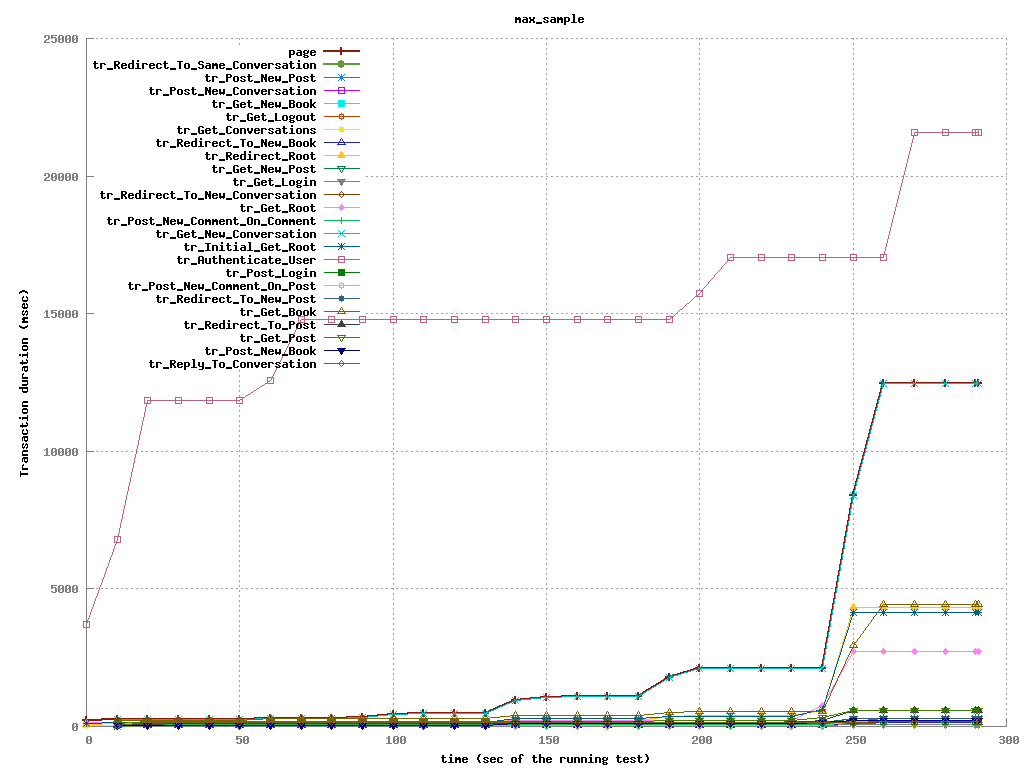 max_sample
25000
20000
15000
10000
5000
0
Transaction duration (msec)
page
tr_Redirect_To_Same_Conversation
tr_Post_New_Post
tr_Post_New_Conversation
tr_Get_New_Book
tr_Get_Logout
tr_Get_Conversations
tr_Redirect_To_New_Book
tr_Redirect_Root
tr_Get_New_Post
tr_Get_Login
tr_Redirect_To_New_Conversation
tr_Get_Root
tr_Post_New_Comment_On_Comment
tr_Get_New_Conversation
tr_Initial_Get_Root
tr_Authenticate_User
tr_Post_Login
tr_Post_New_Comment_On_Post
tr_Redirect_To_New_Post
tr_Get_Book
tr_Redirect_To_Post
tr_Get_Post
tr_Post_New_Book
tr_Reply_To_Conversation
0 50 100 150 200 250 300
time (sec of the running test)